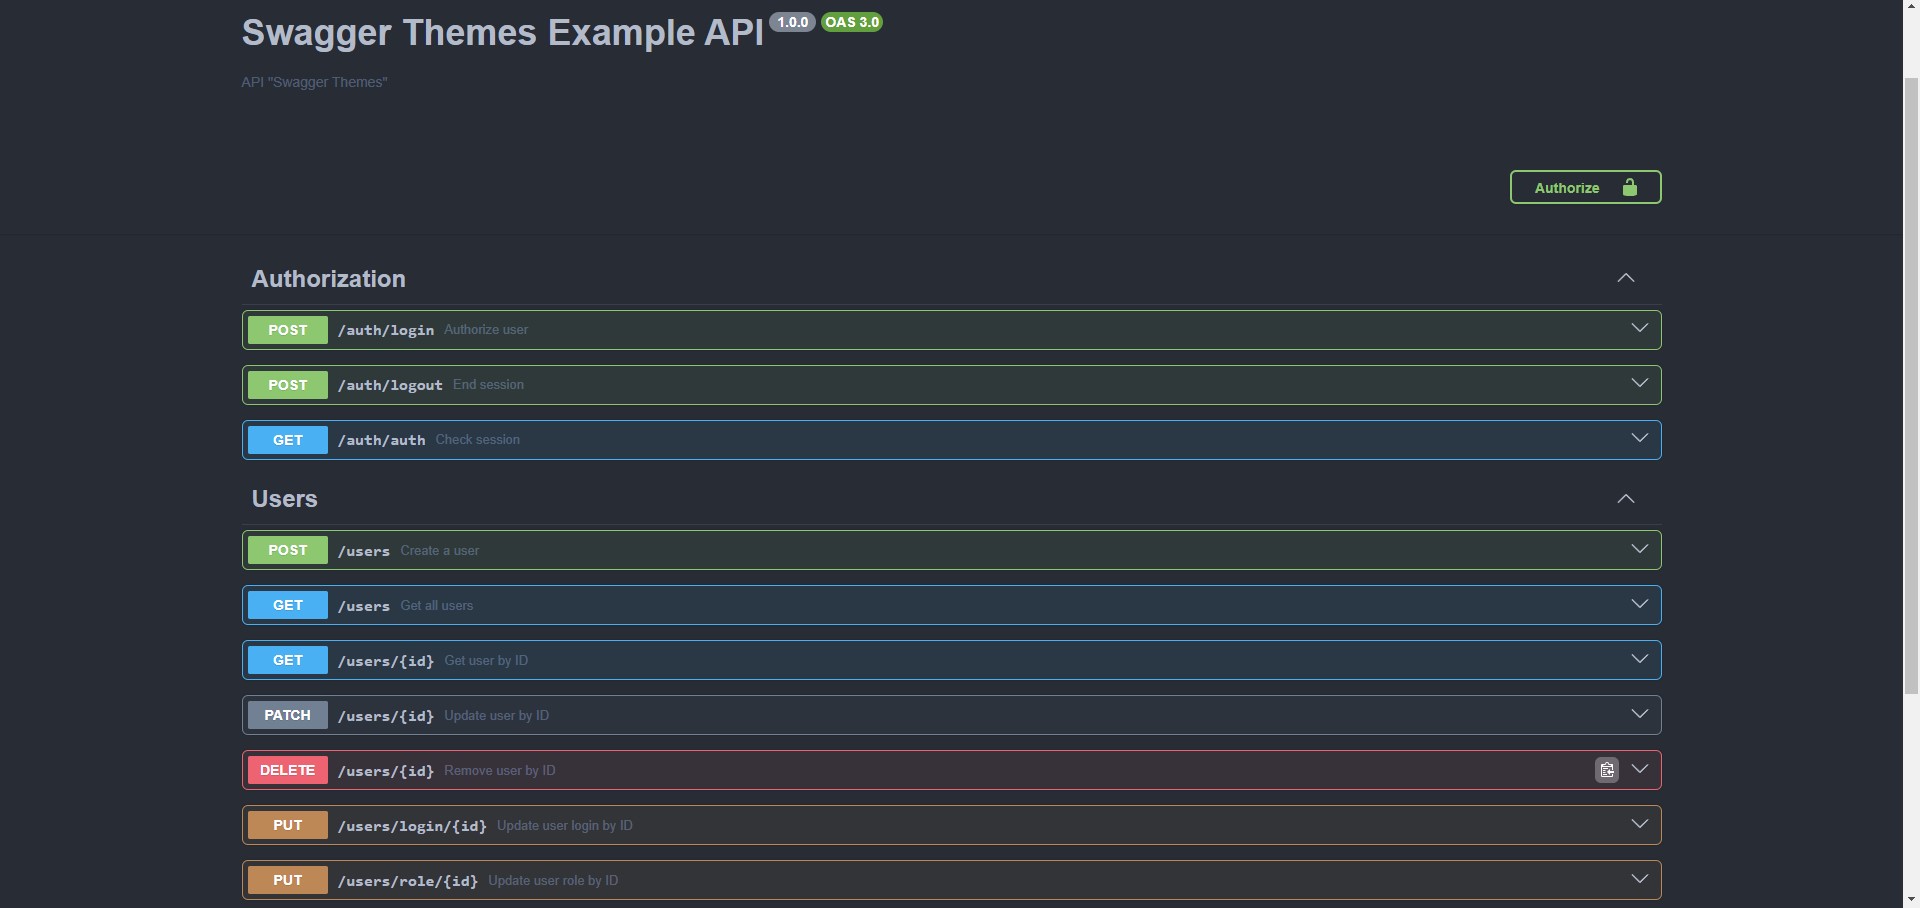 Swagger Themes Example API 1.0.0 OAS 3.0
API "Swagger Themes"
Authorize
Authorization
POST /auth/login Authorize user
POST /auth/logout End session
GET /auth/auth Check session
Users
POST /users Create a user
GET /users Get all users
GET /users/{id} Get user by ID
PATCH /users/{id} Update user by ID
DELETE /users/{id} Remove user by ID
PUT /users/login/{id} Update user login by ID
PUT /users/role/{id} Update user role by ID